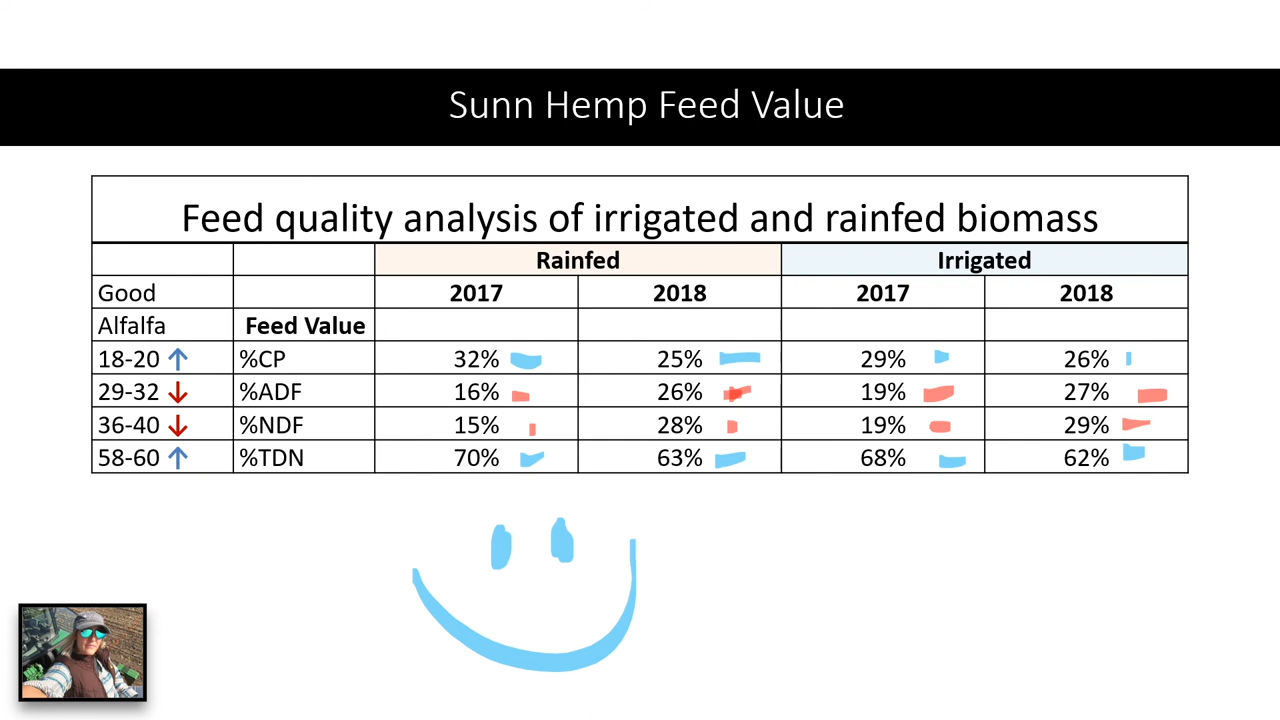 Sunn Hemp Feed Value
Feed quality analysis of irrigated and rainfed biomass
Rainfed Irrigated
Good 2017 2018 2017 2018
Alfalfa Feed Value
18-20 ↑ %CP 32% 25% 29% 26%
29-32 ↓ %ADF 16% 26% 19% 27%
36-40 ↓ %NDF 15% 28% 19% 29%
58-60 ↑ %TDN 70% 63% 68% 62%